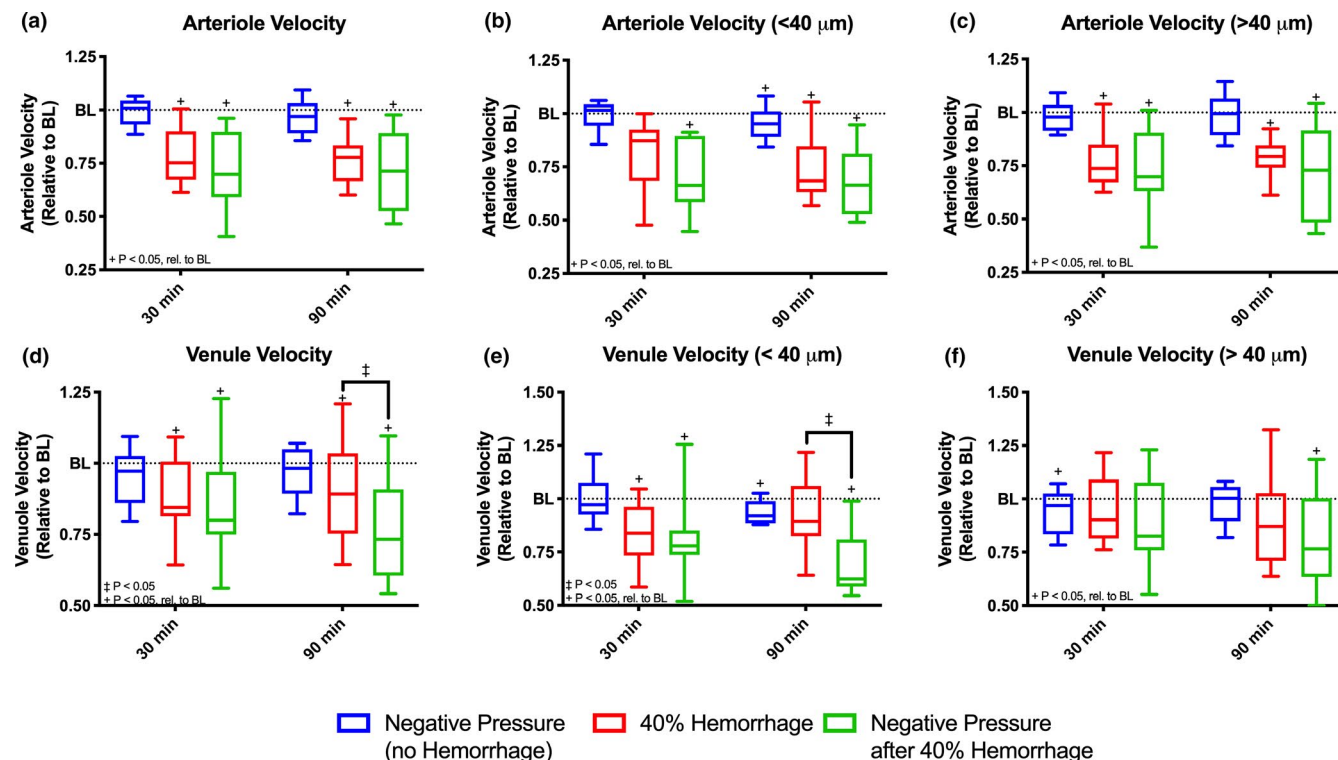 (a)
Arteriole Velocity
Arteriole Velocity
(Relative to BL)
1.25
BL
0.75
0.50
0.25
+ + + +
+ P < 0.05, rel. to BL
30 min
90 min
(b)
Arteriole Velocity (<40 μm)
Arteriole Velocity
(Relative to BL)
1.25
BL
0.75
0.50
0.25
+ + + +
+ P < 0.05, rel. to BL
30 min
90 min
(c)
Arteriole Velocity (>40 μm)
Arteriole Velocity
(Relative to BL)
1.25
BL
0.75
0.50
0.25
+ + + +
+ P < 0.05, rel. to BL
30 min
90 min
(d)
Venule Velocity
Venuole Velocity
(Relative to BL)
1.25
BL
0.75
0.50
‡
+ + + +
‡ P < 0.05
+ P < 0.05, rel. to BL
30 min
90 min
(e)
Venule Velocity (< 40 μm)
Venuole Velocity
(Relative to BL)
1.50
1.25
BL
0.75
0.50
‡
+ + + +
‡ P < 0.05
+ P < 0.05, rel. to BL
30 min
90 min
(f)
Venule Velocity (> 40 μm)
Venuole Velocity
(Relative to BL)
1.50
1.25
BL
0.75
0.50
+ +
+ P < 0.05, rel. to BL
30 min
90 min
Negative Pressure
(no Hemorrhage)
40% Hemorrhage
Negative Pressure
after 40% Hemorrhage